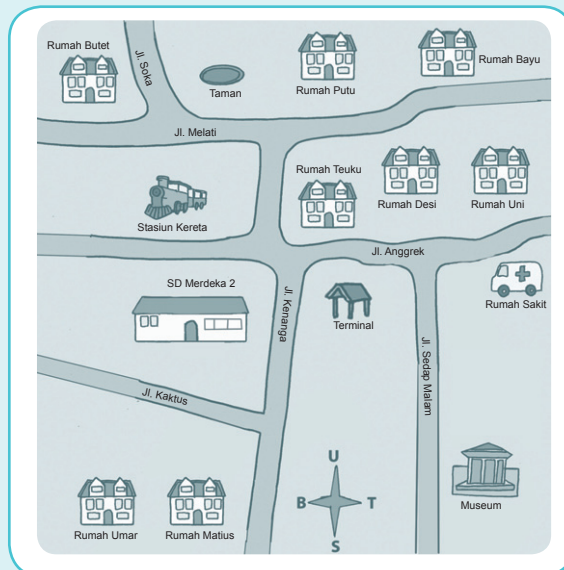 Rumah Butet
Jl. Soka
Taman
Rumah Putu
Rumah Bayu
Jl. Melati
Stasiun Kereta
Rumah Teuku
Rumah Desi
Rumah Uni
Jl. Anggrek
SD Merdeka 2
Jl. Kenanga
Terminal
Rumah Sakit
Jl. Sedap Malam
Jl. Kaktus
Rumah Umar
Rumah Matius
U
B
T
S
Museum